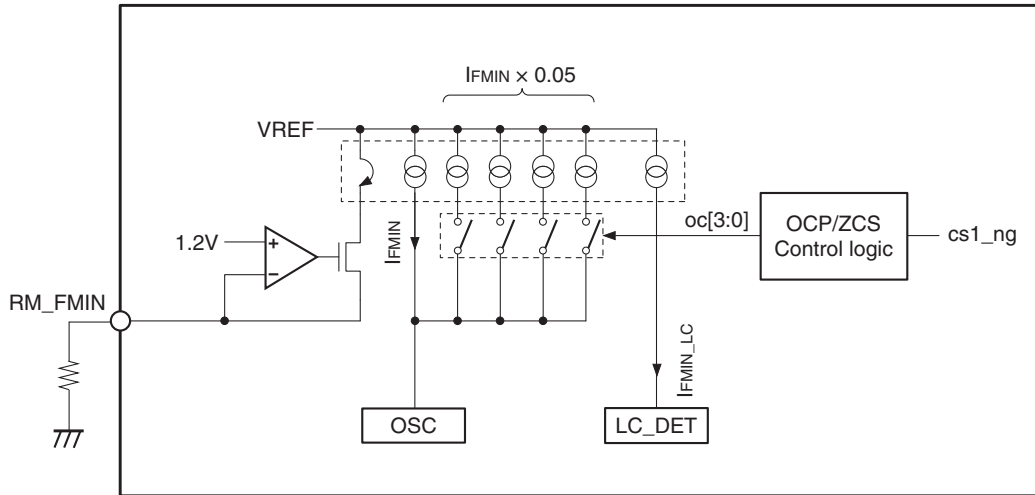 IFMIN × 0.05
VREF
1.2V
+
−
IFMIN
oc[3:0]
OCP/ZCS
Control logic
cs1_ng
RM_FMIN
IFMIN_LC
OSC
LC_DET